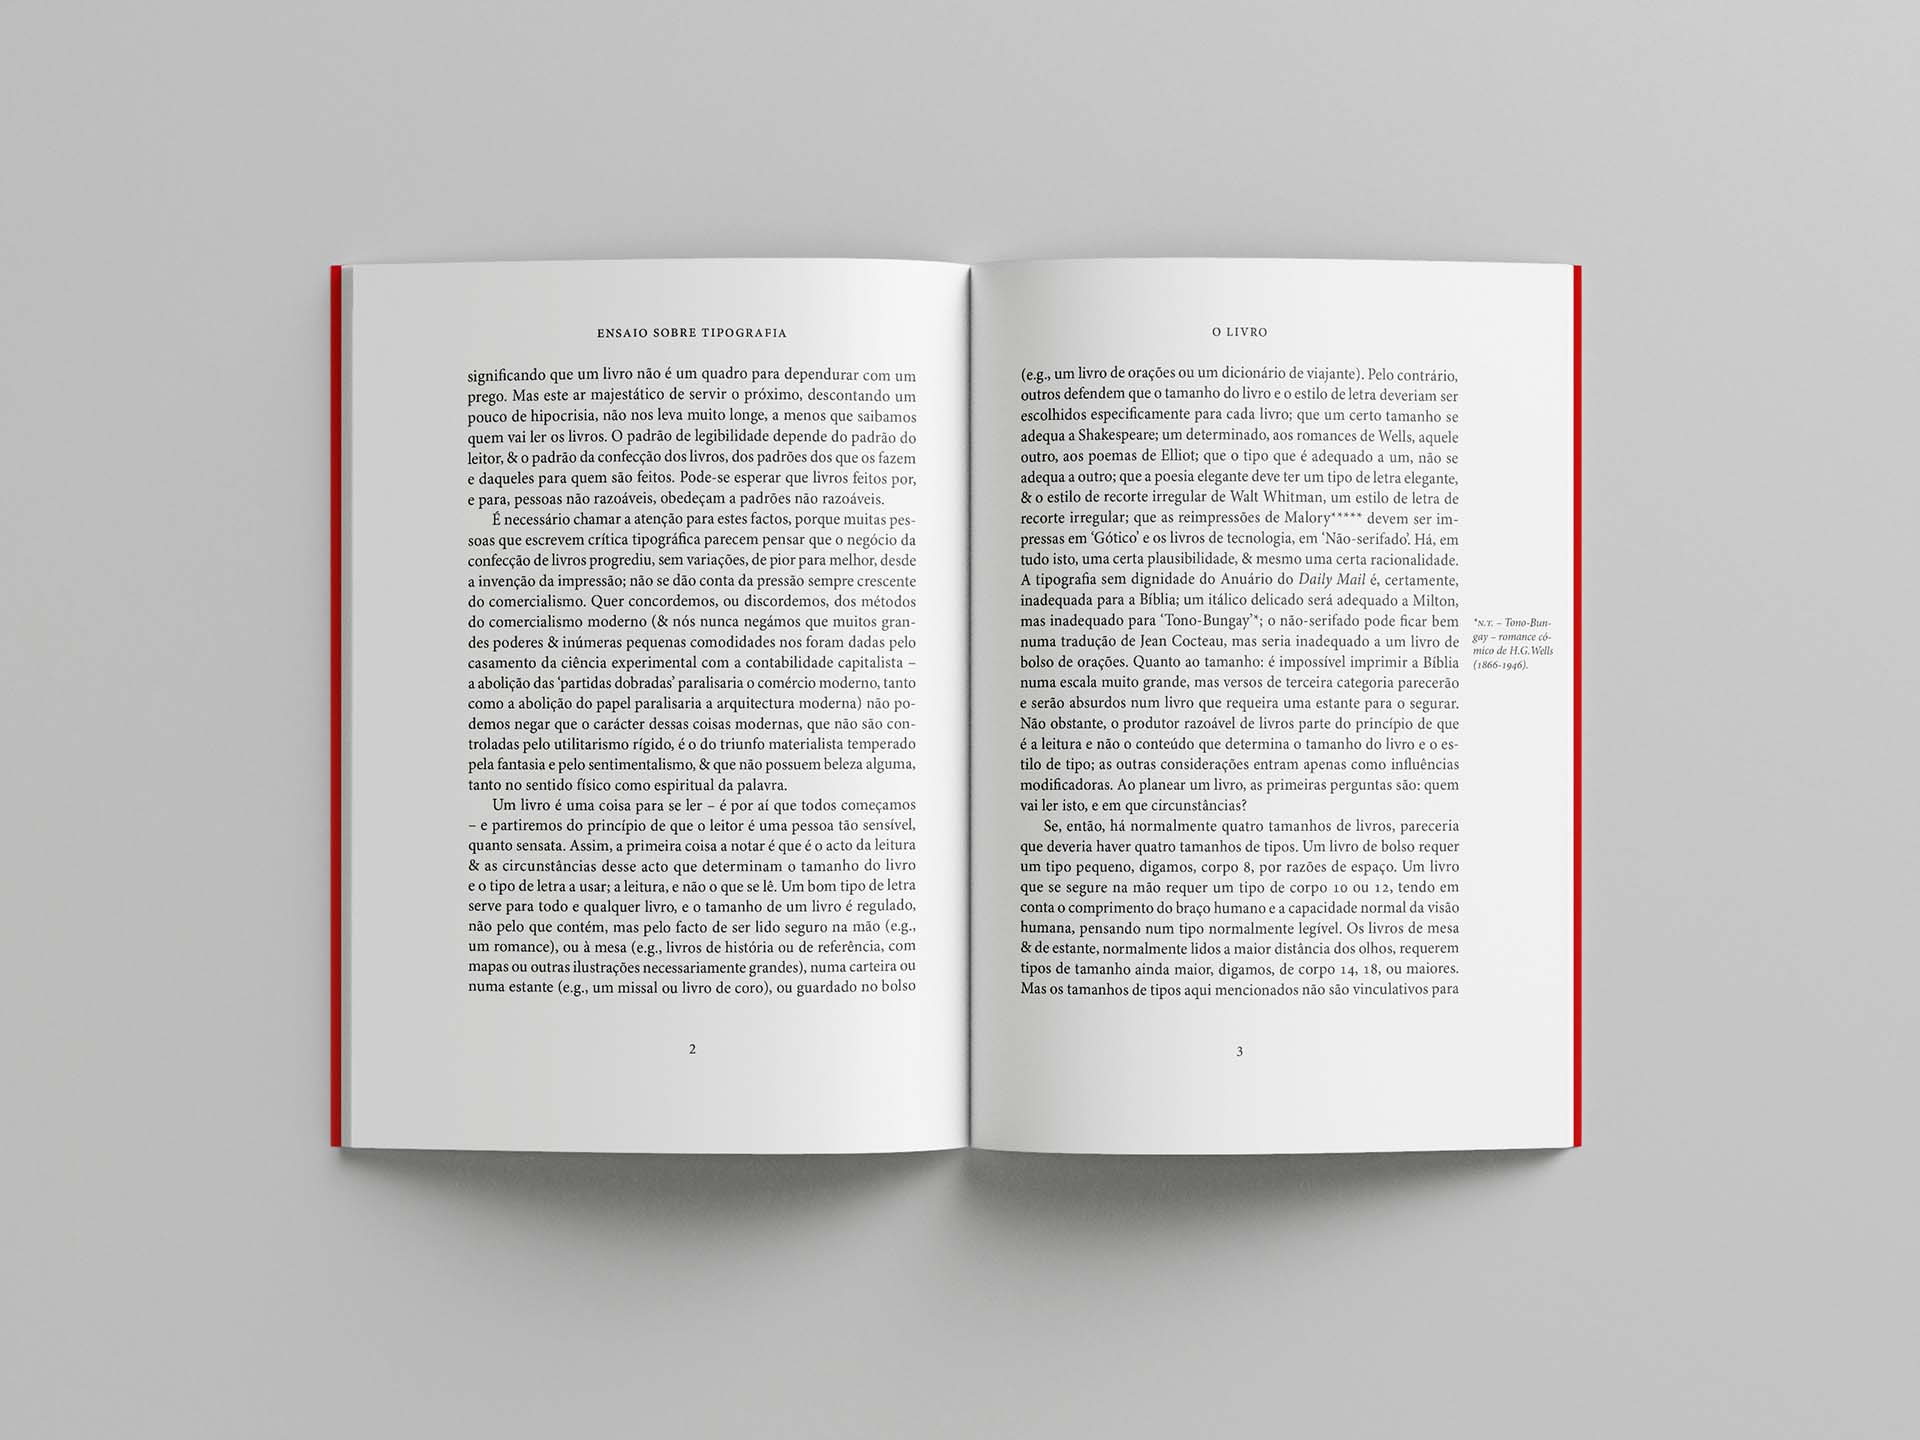 ENSAIO SOBRE TIPOGRAFIA
significando que um livro não é um quadro para dependurar com um
prego. Mas este ar majestático de servir o próximo, descontando um
pouco de hipocrisia, não nos leva muito longe, a menos que saibamos
quem vai ler os livros. O padrão de legibilidade depende do padrão do
leitor, & o padrão da confecção dos livros, dos padrões dos que os fazem
e daqueles para quem são feitos. Pode-se esperar que livros feitos por,
e para, pessoas não razoáveis, obedeçam a padrões não razoáveis.
É necessário chamar a atenção para estes factos, porque muitas pes-
soas que escrevem crítica tipográfica parecem pensar que o negócio da
confecção de livros progrediu, sem variações, de pior para melhor, desde
a invenção da impressão; não se dão conta da pressão sempre crescente
do comercialismo. Quer concordemos, ou discordemos, dos métodos
do comercialismo moderno (& nós nunca negámos que muitos gran-
des poderes & inúmeras pequenas comodidades nos foram dadas pelo
casamento da ciência experimental com a contabilidade capitalista –
a abolição das ‘partidas dobradas’ paralisaria o comércio moderno, tanto
como a abolição do papel paralisaria a arquitectura moderna) não po-
demos negar que o carácter dessas coisas modernas, que não são con-
troladas pelo utilitarismo rígido, é o do triunfo materialista temperado
pela fantasia e pelo sentimentalismo, & que não possuem beleza alguma,
tanto no sentido físico como espiritual da palavra.
Um livro é uma coisa para se ler – é por aí que todos começamos
– e partiremos do princípio de que o leitor é uma pessoa tão sensível,
quanto sensata. Assim, a primeira coisa a notar é que é o acto da leitura
& as circunstâncias desse acto que determinam o tamanho do livro
e o tipo de letra a usar; a leitura, e não o que se lê. Um bom tipo de letra
serve para todo e qualquer livro, e o tamanho de um livro é regulado,
não pelo que contém, mas pelo facto de ser lido seguro na mão (e.g.,
um romance), ou à mesa (e.g., livros de história ou de referência, com
mapas ou outras ilustrações necessariamente grandes), numa carteira ou
numa estante (e.g., um missal ou livro de coro), ou guardado no bolso
2
O LIVRO
(e.g., um livro de orações ou um dicionário de viajante). Pelo contrário,
outros defendem que o tamanho do livro e o estilo de letra deveriam ser
escolhidos especificamente para cada livro; que um certo tamanho se
adequa a Shakespeare; um determinado, aos romances de Wells, aquele
outro, aos poemas de Elliot; que o tipo que é adequado a um, não se
adequa a outro; que a poesia elegante deve ter um tipo de letra elegante,
& o estilo de recorte irregular de Walt Whitman, um estilo de letra de
recorte irregular; que as reimpressões de Malory***** devem ser im-
pressas em ‘Gótico’ e os livros de tecnologia, em ‘Não-serifado’. Há, em
tudo isto, uma certa plausibilidade, & mesmo uma certa racionalidade.
A tipografia sem dignidade do Anuário do Daily Mail é, certamente,
inadequada para a Bíblia; um itálico delicado será adequado a Milton,
mas inadequado para ‘Tono-Bungay’*; o não-serifado pode ficar bem
numa tradução de Jean Cocteau, mas seria inadequado a um livro de
bolso de orações. Quanto ao tamanho: é impossível imprimir a Bíblia
numa escala muito grande, mas versos de terceira categoria parecerão
e serão absurdos num livro que requeira uma estante para o segurar.
Não obstante, o produtor razoável de livros parte do princípio de que
é a leitura e não o conteúdo que determina o tamanho do livro e o es-
tilo de tipo; as outras considerações entram apenas como influências
modificadoras. Ao planear um livro, as primeiras perguntas são: quem
vai ler isto, e em que circunstâncias?
Se, então, há normalmente quatro tamanhos de livros, pareceria
que deveria haver quatro tamanhos de tipos. Um livro de bolso requer
um tipo pequeno, digamos, corpo 8, por razões de espaço. Um livro
que se segure na mão requer um tipo de corpo 10 ou 12, tendo em
conta o comprimento do braço humano e a capacidade normal da visão
humana, pensando num tipo normalmente legível. Os livros de mesa
& de estante, normalmente lidos a maior distância dos olhos, requerem
tipos de tamanho ainda maior, digamos, de corpo 14, 18, ou maiores.
Mas os tamanhos de tipos aqui mencionados não são vinculativos para
*N.T. – Tono-Bun-
gay – romance có-
mico de H.G.Wells
(1866-1946).
3